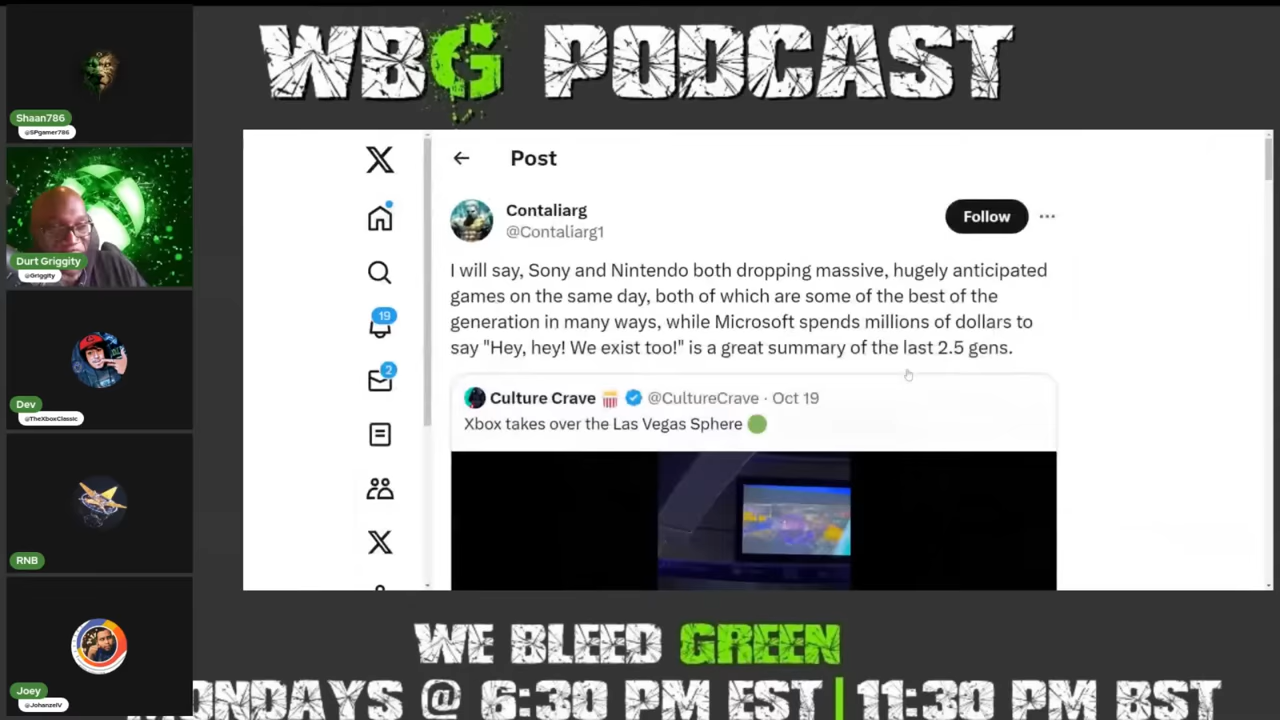 WBG PODCAST
Shaan786
@SPgamer786
Durt Griggity
@Griggity
Dev
@TheXboxClassic
RNB
Joey
@JohanzelV
Post
Contaliarg
@Contaliarg1
Follow
I will say, Sony and Nintendo both dropping massive, hugely anticipated
games on the same day, both of which are some of the best of the
generation in many ways, while Microsoft spends millions of dollars to
say "Hey, hey! We exist too!" is a great summary of the last 2.5 gens.
19
2
Culture Crave @CultureCrave · Oct 19
Xbox takes over the Las Vegas Sphere
WE BLEED GREEN
MONDAYS @ 6:30 PM EST | 11:30 PM BST